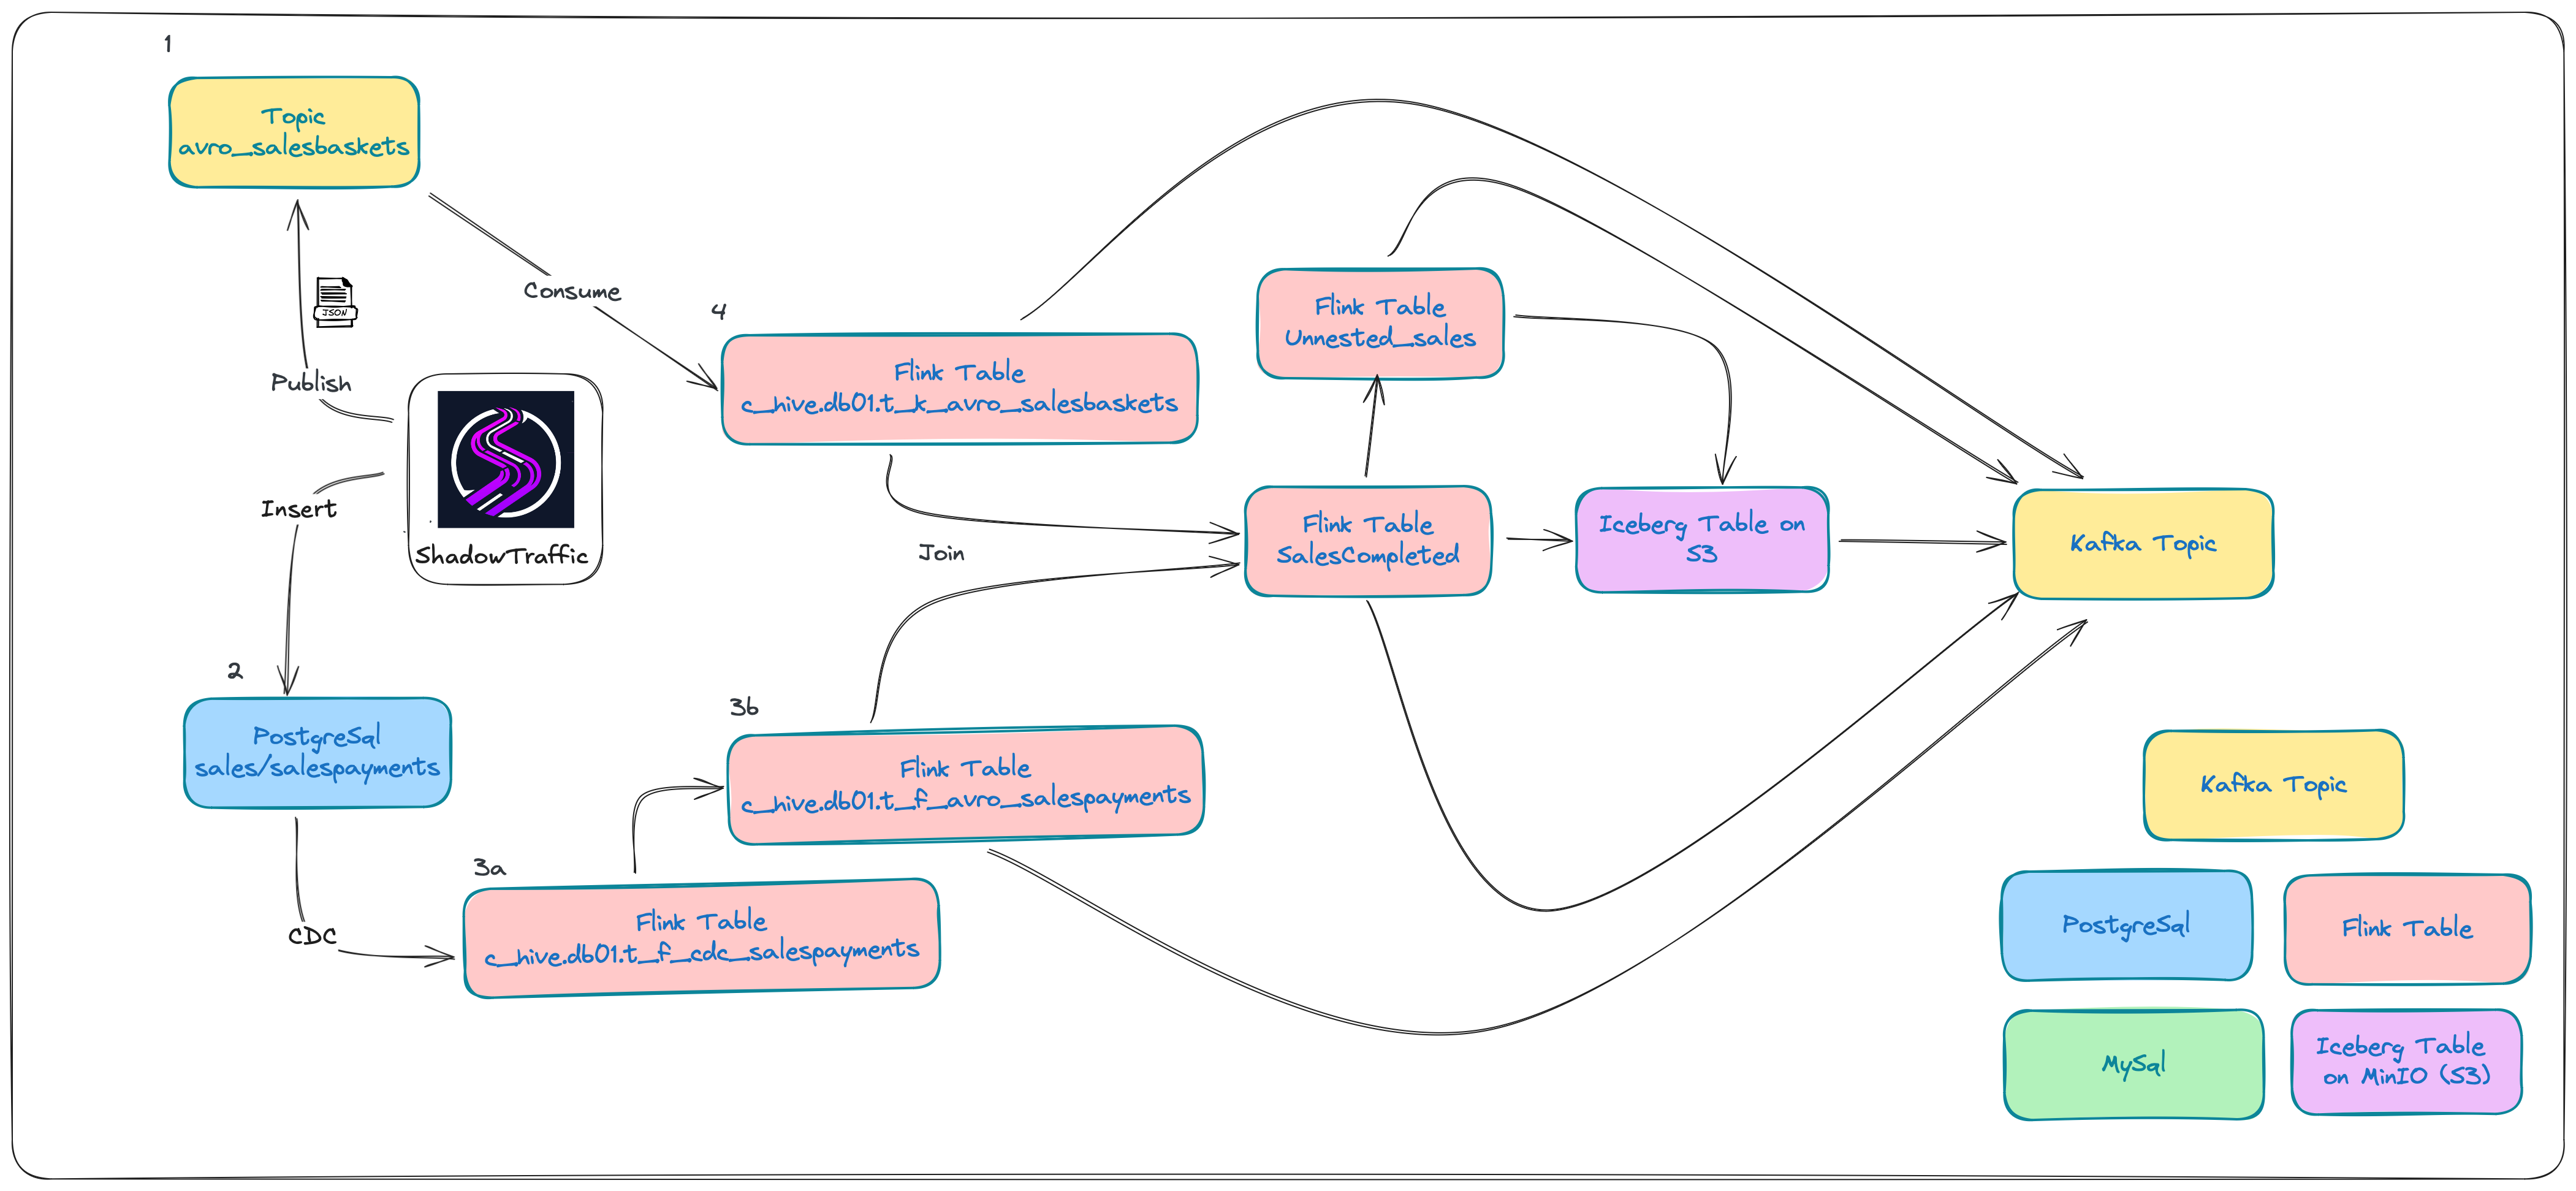 1
Topic
avro_salesbaskets
JSON
Publish
Consume
Insert
ShadowTraffic
2
PostgreSql
sales/salespayments
CDC
3a
Flink Table
c_hive.db01.t_f_cdc_salespayments
3b
Flink Table
c_hive.db01.t_f_avro_salespayments
4
Flink Table
c_hive.db01.t_k_avro_salesbaskets
Join
Flink Table
Unnested_sales
Flink Table
SalesCompleted
Iceberg Table on
S3
Kafka Topic
Kafka Topic
PostgreSql
Flink Table
MySql
Iceberg Table
on MinIO (S3)